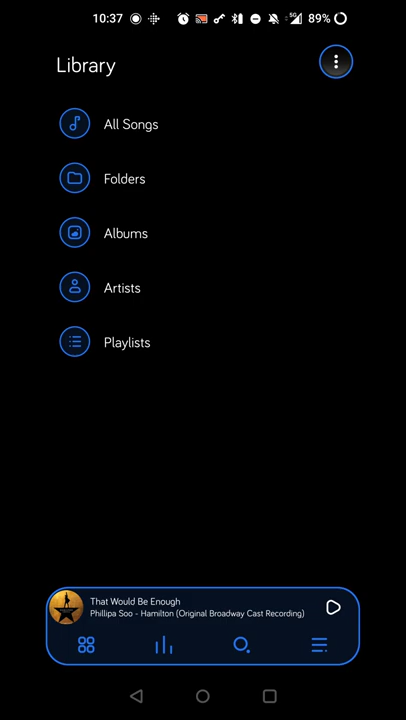 10:37
5G
89%
Library
All Songs
Folders
Albums
Artists
Playlists
That Would Be Enough
Phillipa Soo - Hamilton (Original Broadway Cast Recording)